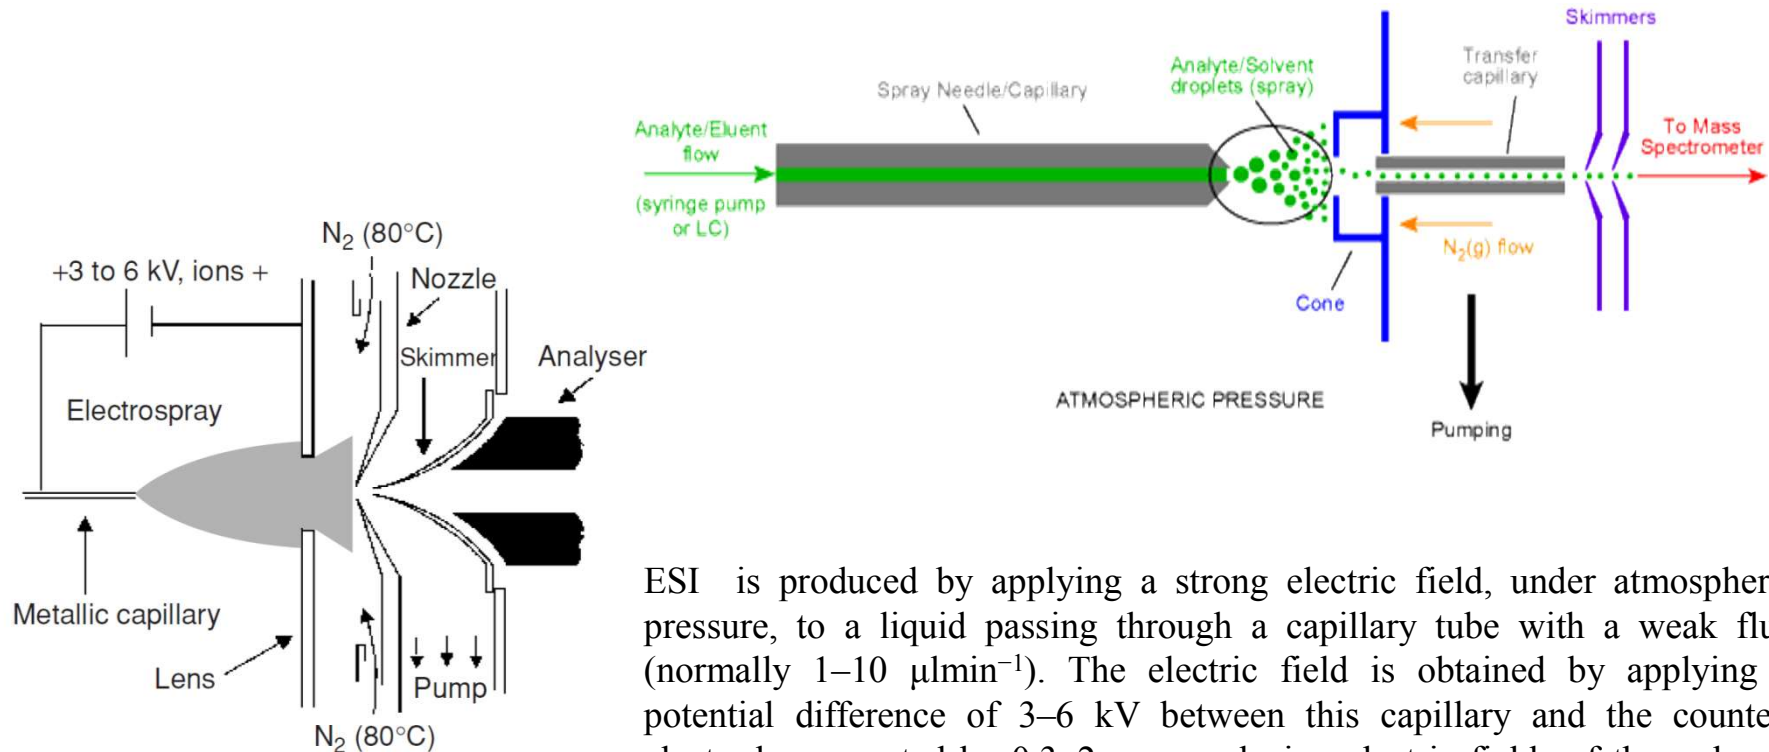 Skimmers
Transfer
capillary
Analyte/Solvent
droplets (spray)
Spray Needle/Capillary
Analyte/Eluent
flow
(syringe pump
or LC)
To Mass
Spectrometer
N2(g) flow
Cone
ATMOSPHERIC PRESSURE
Pumping
N2 (80°C)
+3 to 6 kV, ions +
Nozzle
Skimmer
Analyser
Electrospray
Metallic capillary
Lens
Pump
N2 (80°C)
ESI is produced by applying a strong electric field, under
pressure, to a liquid passing through a capillary tube with a weak
(normally 1–10 μlmin−1). The electric field is obtained by applying
potential difference of 3–6 kV between this capillary and the